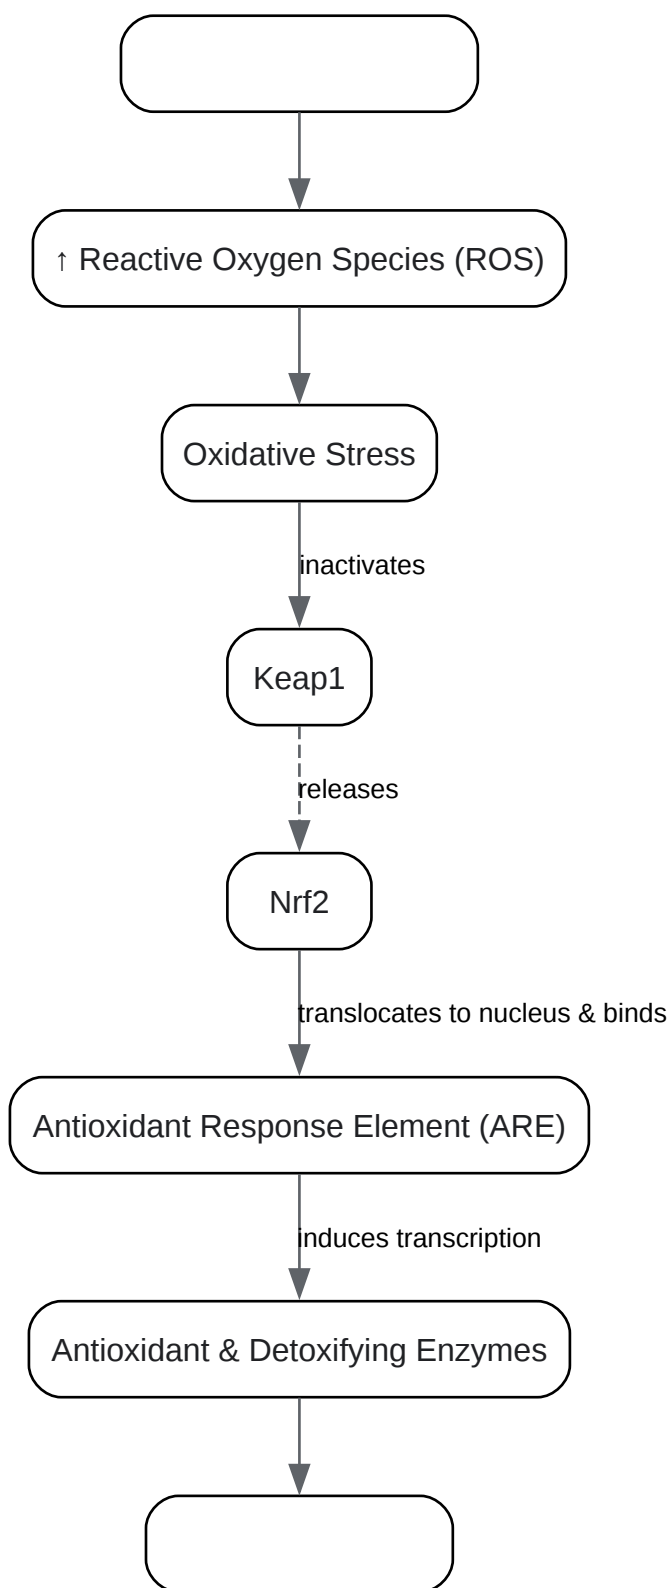 ↑ Reactive Oxygen Species (ROS)
Oxidative Stress
inactivates
Keap1
releases
Nrf2
translocates to nucleus & binds
Antioxidant Response Element (ARE)
induces transcription
Antioxidant & Detoxifying Enzymes